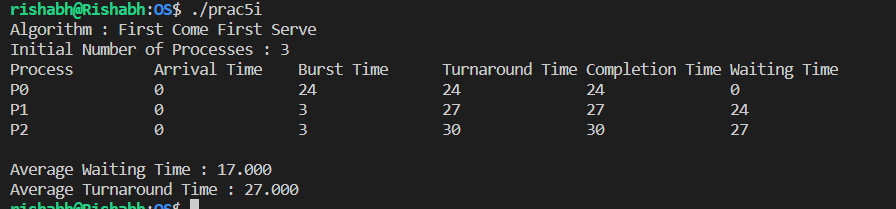 rishabh@Rishabh:OS$ ./prac5i
Algorithm : First Come First Serve
Initial Number of Processes : 3
Process Arrival Time Burst Time Turnaround Time Completion Time Waiting Time
P0 0 24 24 24 0
P1 0 3 27 27 24
P2 0 3 30 30 27
Average Waiting Time : 17.000
Average Turnaround Time : 27.000
rishabh@Rishabh:OS$